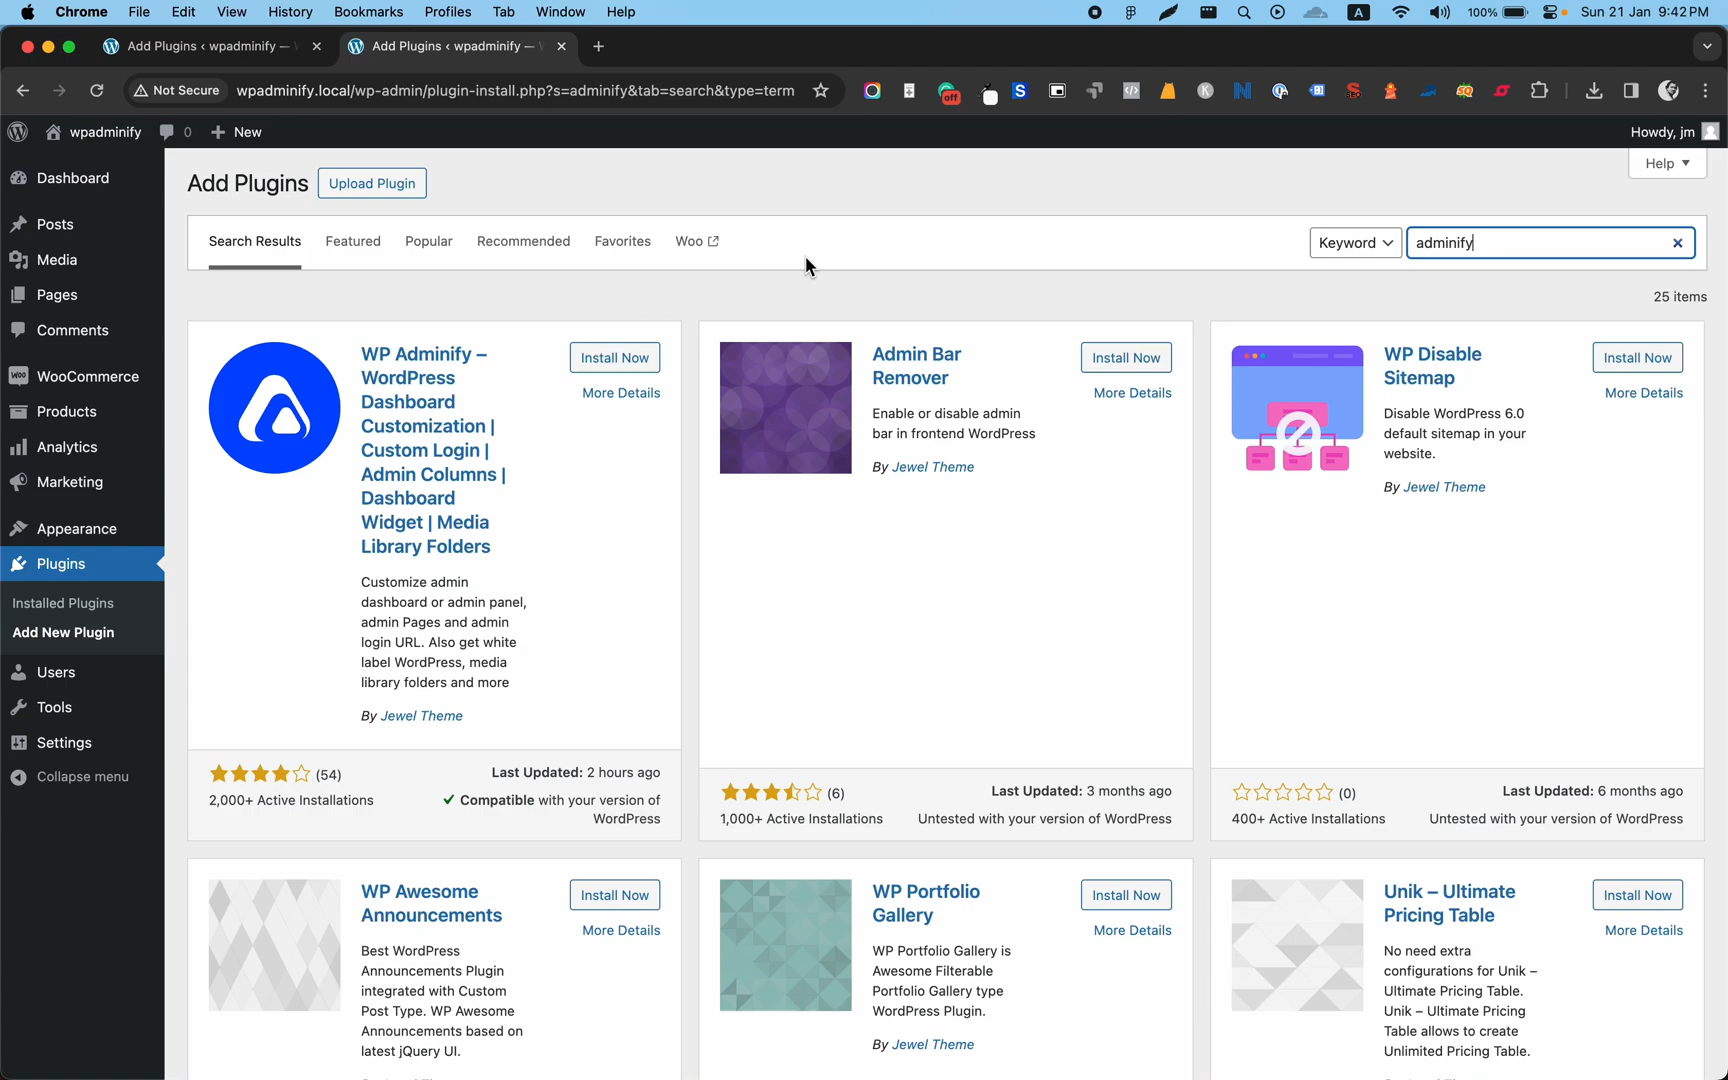 Chrome File Edit View History Bookmarks Profiles Tab Window Help A 100% Sun 21 Jan 9:42 PM
Add Plugins ‹ wpadminify — Add Plugins ‹ wpadminify —
Not Secure wpadminify.local/wp-admin/plugin-install.php?s=adminify&tab=search&type=term
wpadminify 0 New Howdy, jm
Help
Dashboard
Posts
Media
Pages
Comments
WooCommerce
Products
Analytics
Marketing
Appearance
Plugins
Installed Plugins
Add New Plugin
Users
Tools
Settings
Collapse menu
Add Plugins Upload Plugin
Search Results Featured Popular Recommended Favorites Woo Keyword adminify
25 items
WP Adminify –
WordPress
Dashboard
Customization |
Custom Login |
Admin Columns |
Dashboard
Widget | Media
Library Folders
Install Now
More Details
Customize admin
dashboard or admin panel,
admin Pages and admin
login URL. Also get white
label WordPress, media
library folders and more
By Jewel Theme
(54)
Last Updated: 2 hours ago
2,000+ Active Installations
Compatible with your version of
WordPress
Admin Bar
Remover
Install Now
More Details
Enable or disable admin
bar in frontend WordPress
By Jewel Theme
(6)
Last Updated: 3 months ago
1,000+ Active Installations
Untested with your version of WordPress
WP Disable
Sitemap
Install Now
More Details
Disable WordPress 6.0
default sitemap in your
website.
By Jewel Theme
(0)
Last Updated: 6 months ago
400+ Active Installations
Untested with your version of WordPress
WP Awesome
Announcements
Install Now
More Details
Best WordPress
Announcements Plugin
integrated with Custom
Post Type. WP Awesome
Announcements based on
latest jQuery UI.
WP Portfolio
Gallery
Install Now
More Details
WP Portfolio Gallery is
Awesome Filterable
Portfolio Gallery type
WordPress Plugin.
By Jewel Theme
Unik – Ultimate
Pricing Table
Install Now
More Details
No need extra
configurations for Unik –
Ultimate Pricing Table.
Unik – Ultimate Pricing
Table allows to create
Unlimited Pricing Table.